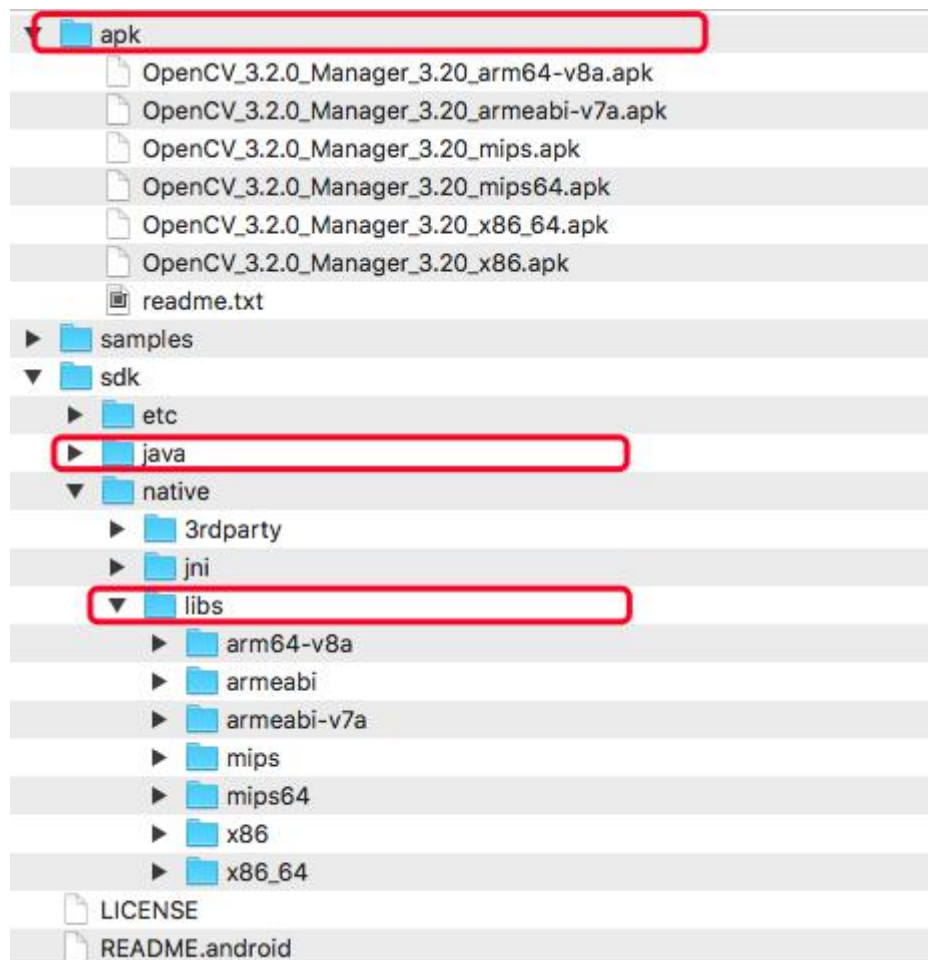 apk
OpenCV_3.2.0_Manager_3.20_arm64-v8a.apk
OpenCV_3.2.0_Manager_3.20_armeabi-v7a.apk
OpenCV_3.2.0_Manager_3.20_mips.apk
OpenCV_3.2.0_Manager_3.20_mips64.apk
OpenCV_3.2.0_Manager_3.20_x86_64.apk
OpenCV_3.2.0_Manager_3.20_x86.apk
readme.txt
samples
sdk
etc
java
native
3rdparty
jni
libs
arm64-v8a
armeabi
armeabi-v7a
mips
mips64
x86
x86_64
LICENSE
README.android